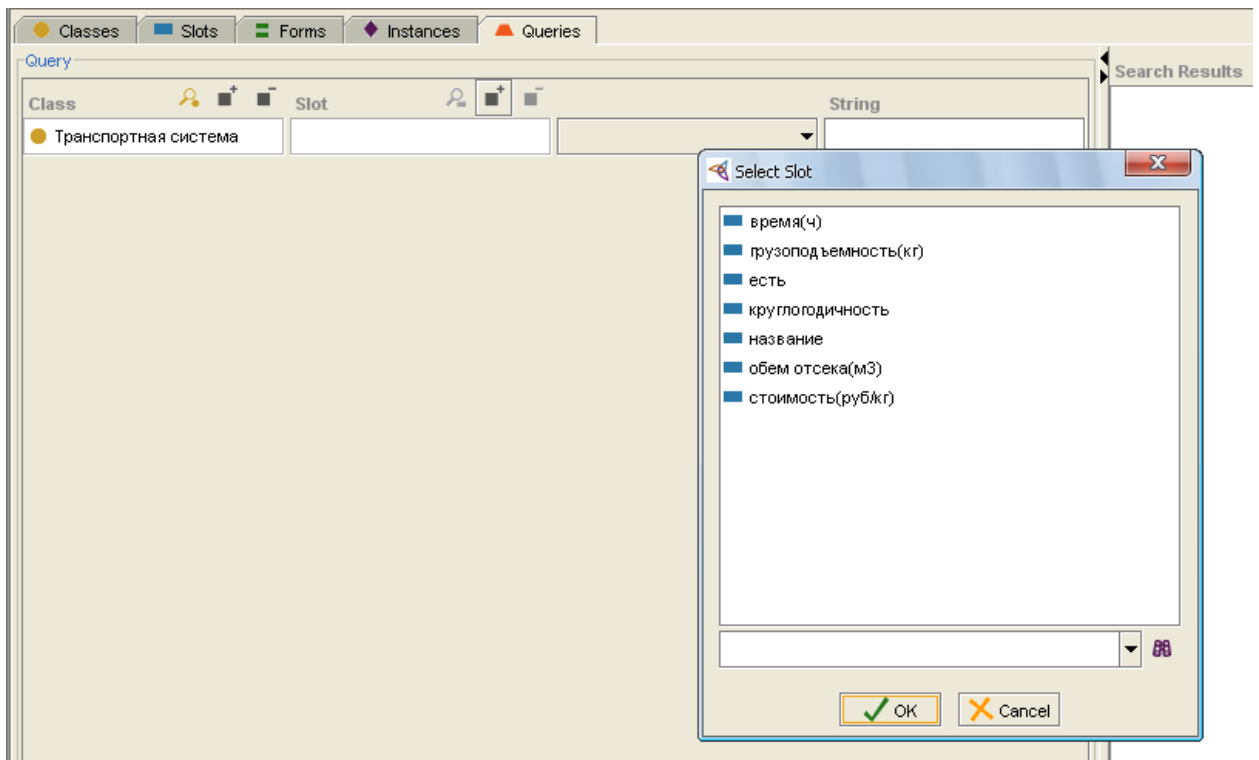 Classes Slots Forms Instances Queries
Query
Search Results
Class Slot String
Транспортная система
Select Slot
время(ч)
грузоподъемность(кг)
есть
круглогодичность
название
обем отсека(м3)
стоимость(руб/кг)
OK Cancel